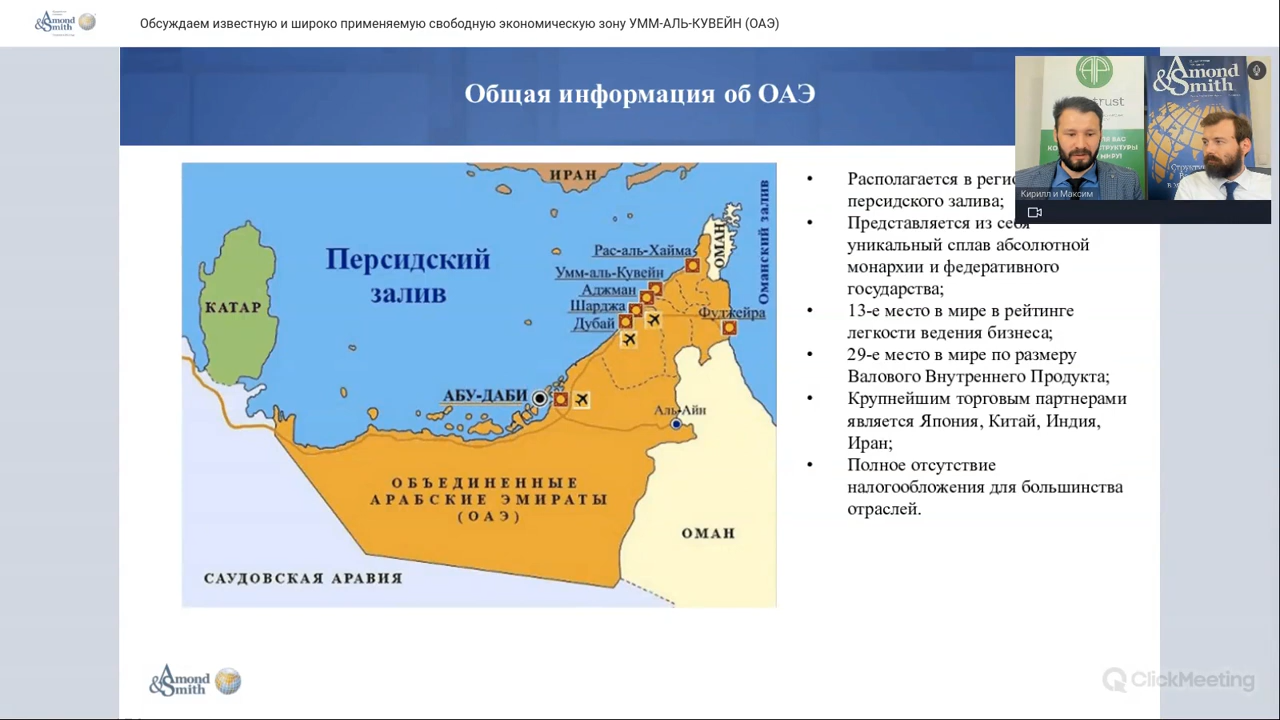 Amond
&Smith
Обсуждаем известную и широко применяемую свободную экономическую зону УММ-АЛЬ-КУВЕЙН (ОАЭ)
Общая информация об ОАЭ
Amond
&Smith
trust
Кирилл и Максим
ИРАН
Персидский
залив
КАТАР
Рас-аль-Хайма
Умм-аль-Кувейн
Аджман
Шарджа
Дубай
ОМАН
Оманский залив
Фуджейра
АБУ-ДАБИ
Аль-Айн
ОБЪЕДИНЕННЫЕ
АРАБСКИЕ ЭМИРАТЫ
(ОАЭ)
ОМАН
САУДОВСКАЯ АРАВИЯ
• Располагается в реги
персидского залива;
• Представляется из себя
уникальный сплав абсолютной
монархии и федеративного
государства;
• 13-е место в мире в рейтинге
легкости ведения бизнеса;
• 29-е место в мире по размеру
Валового Внутреннего Продукта;
• Крупнейшим торговым партнерами
является Япония, Китай, Индия,
Иран;
• Полное отсутствие
налогообложения для большинства
отраслей.
Amond
&Smith
ClickMeeting